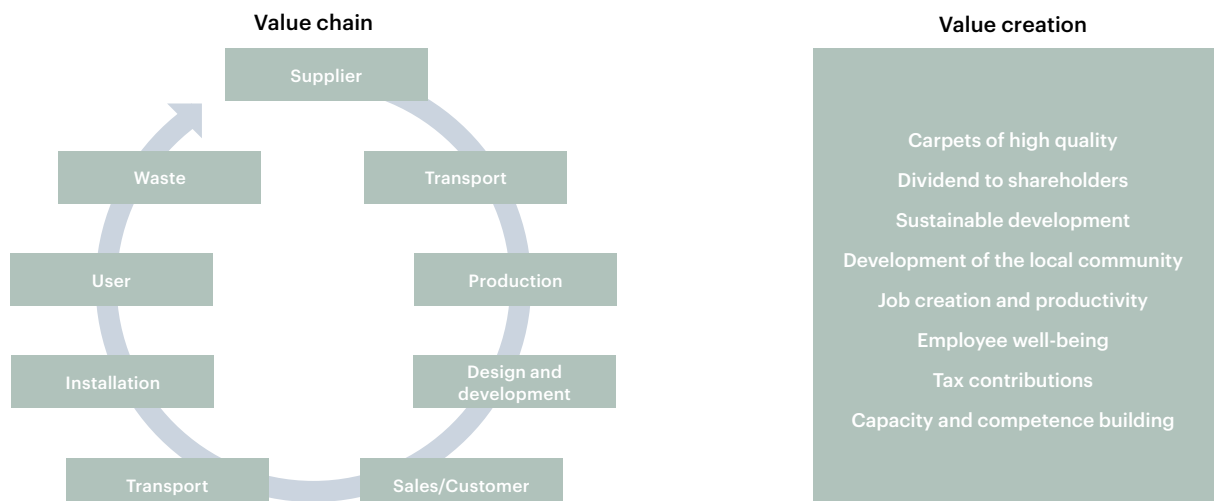 Value chain
Supplier
Transport
Production
Design and
development
Sales/Customer
Transport
Installation
User
Waste
Value creation
Carpets of high quality
Dividend to shareholders
Sustainable development
Development of the local community
Job creation and productivity
Employee well-being
Tax contributions
Capacity and competence building